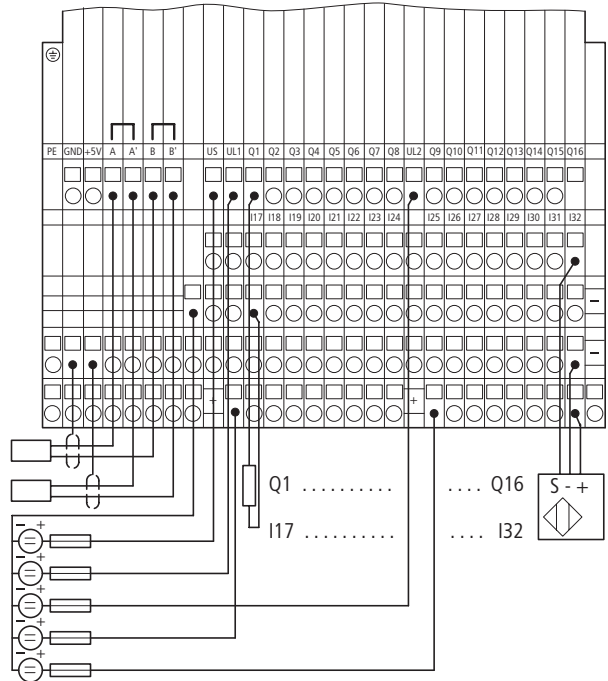 PE GND +5V A A' B B' US UL1 Q1 Q2 Q3 Q4 Q5 Q6 Q7 Q8 UL2 Q9 Q10 Q11 Q12 Q13 Q14 Q15 Q16
I17 I18 I19 I20 I21 I22 I23 I24 I25 I26 I27 I28 I29 I30 I31 I32
–
–
+ +
Q1 .......... .... Q16
I17 .......... .... I32
S - +
– +
– +
– +
– +
– +